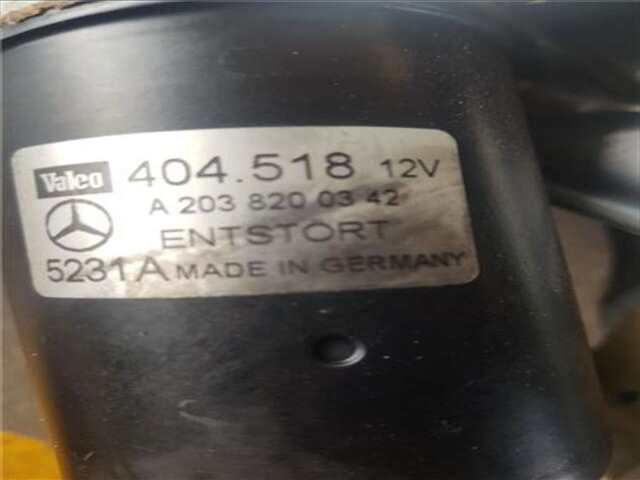 Valeo 404.518 12V
A 203 820 03 42
ENTSTORT
5231A MADE IN GERMANY